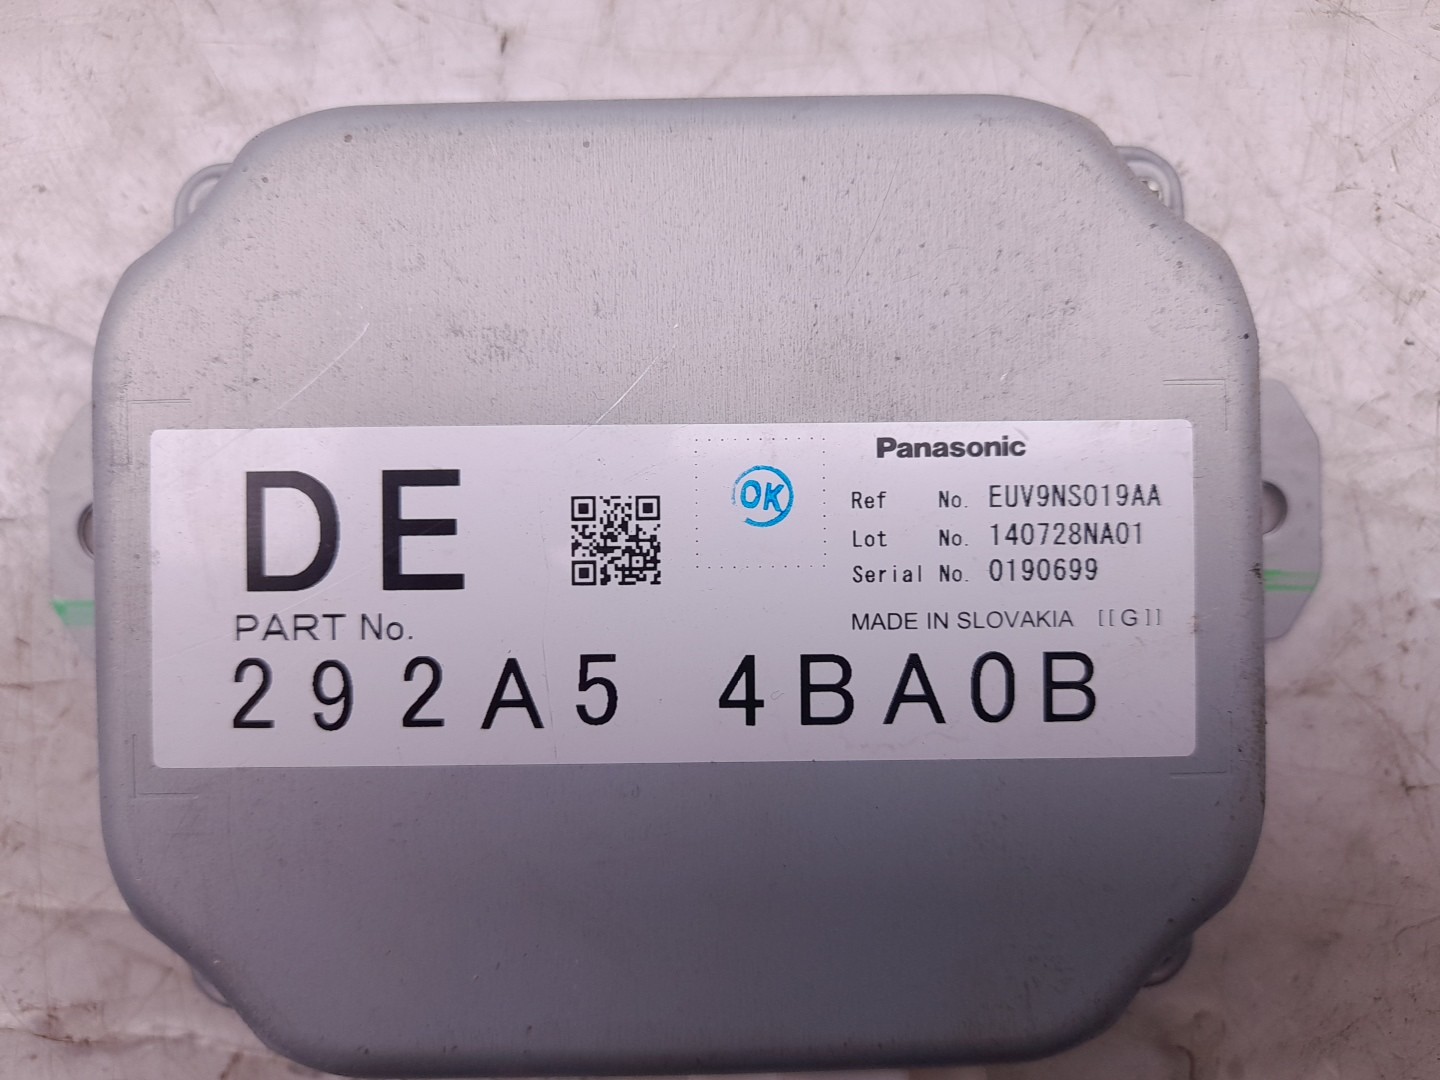 DE
OK
Panasonic
Ref No. EUV9NS019AA
Lot No. 140728NA01
Serial No. 0190699
MADE IN SLOVAKIA [[G]]
PART No.
292A5 4BA0B